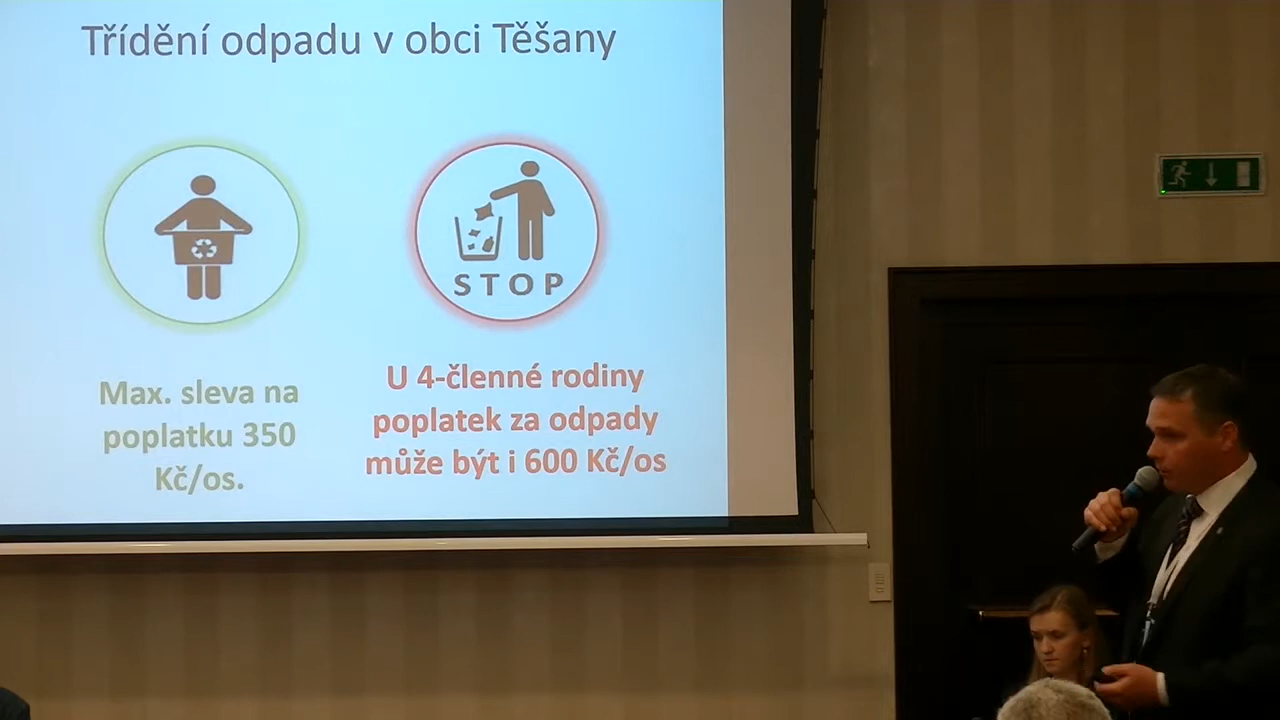 Třídění odpadu v obci Těšany
STOP
Max. sleva na
poplatku 350
Kč/os.
U 4-členné rodiny
poplatek za odpady
může být i 600 Kč/os